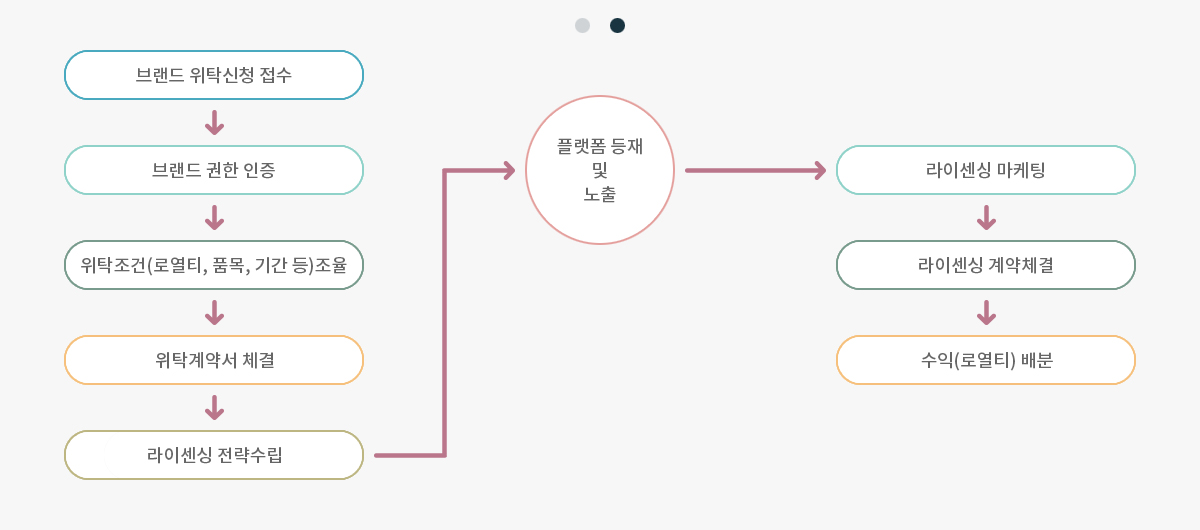 브랜드 위탁신청 접수
브랜드 권한 인증
위탁조건(로열티, 품목, 기간 등)조율
위탁계약서 체결
라이센싱 전략수립
플랫폼 등재
및
노출
라이센싱 마케팅
라이센싱 계약체결
수익(로열티) 배분